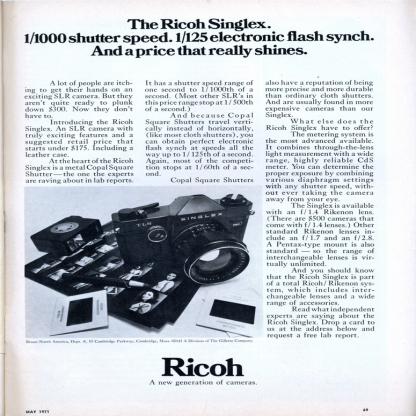 The Ricoh Singlex.
1/1000 shutter speed. 1/125 electronic flash synch.
And a price that really shines.
A lot of people are itch-
ing to get their hands on an
exciting SLR camera. But they
aren't quite ready to plunk
down $300. Now they don't
have to.
Introducing the Ricoh
Singlex. An SLR camera with
truly exciting features and a
suggested retail price that
starts under $175. Including a
leather case.
At the heart of the Ricoh
Singlex is a metal Copal Square
Shutter—the one the experts
are raving about in lab reports.
It has a shutter speed range of
one second to 1/1000th of a
second. (Most other SLR's in
this price range stop at 1/500th
of a second.)
And because Copal
Square Shutters travel verti-
cally instead of horizontally,
(like most cloth shutters), you
can obtain perfect electronic
flash synch at speeds all the
way up to 1/125th of a second.
Again, most of the competi-
tion stops at 1/60th of a sec-
ond.
Copal Square Shutters
also have a reputation of being
more precise and more durable
than ordinary cloth shutters.
And are usually found in more
expensive cameras than our
Singlex.
What else does the
Ricoh Singlex have to offer?
The metering system is
the most advanced available.
It combines through-the-lens
light measurement with a wide
range, highly reliable CdS
meter. You can determine the
proper exposure by combining
various diaphragm settings
with any shutter speed, with-
out ever taking the camera
away from your eye.
The Singlex is available
with an f/1.4 Rikenon lens.
(There are $500 cameras that
come with f/1.4 lenses.) Other
standard Rikenon lenses in-
clude an f/1.7 and an f/2.8.
A Pentax-type mount is also
standard — so the range of
interchangeable lenses is vir-
tually unlimited.
And you should know
that the Ricoh Singlex is part
of a total Ricoh/Rikenon sys-
tem, which includes inter-
changeable lenses and a wide
range of accessories.
Read what independent
experts are saying about the
Ricoh Singlex. Drop a card to
us at the address below and
request a free lab report.
TLS
SINGLEX
Braun North America, Dept. 8, 55 Cambridge Parkway, Cambridge, Mass. 02142 A Division of The Gillette Company
Ricoh
A new generation of cameras.
MAY 1971
69